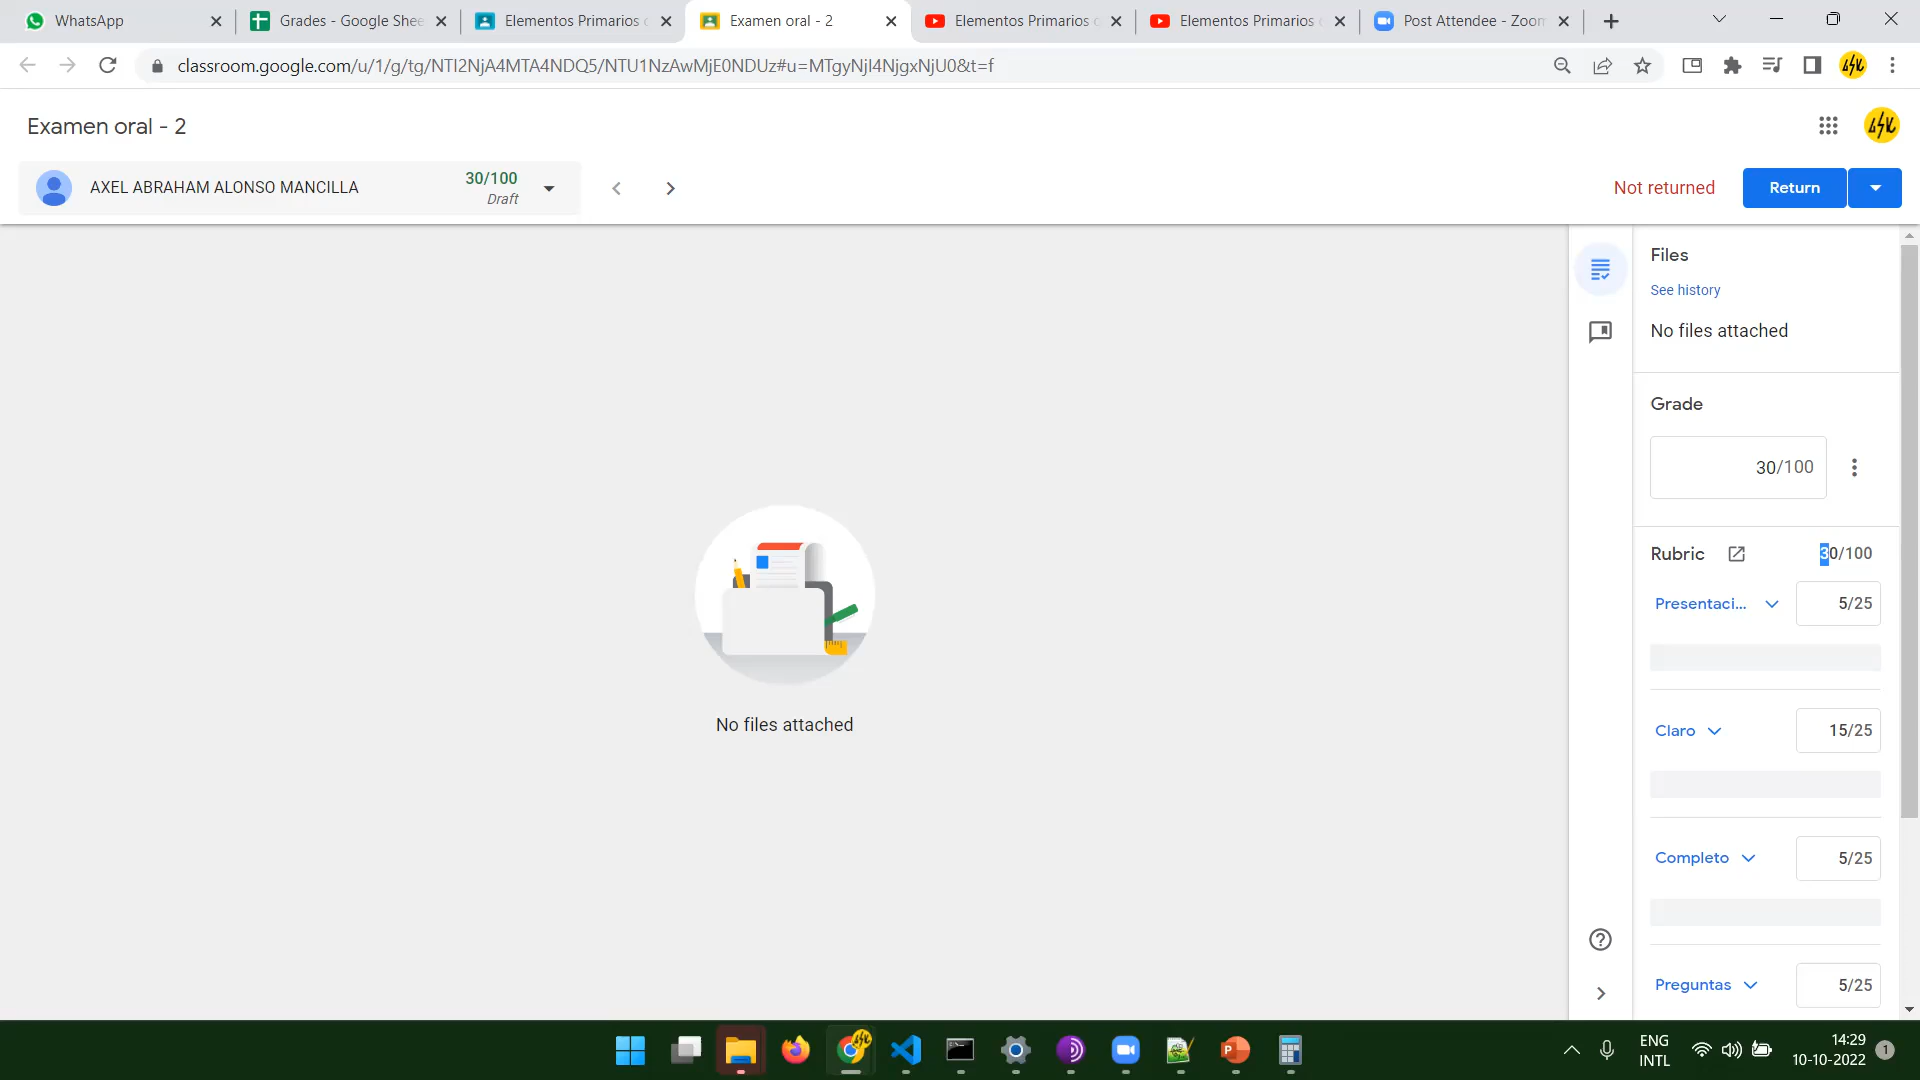 WhatsApp
Grades - Google Shee
Elementos Primarios
Examen oral - 2
Elementos Primarios
Elementos Primarios
Post Attendee - Zoom
classroom.google.com/u/1/g/tg/NTI2NjA4MTA4NDQ5/NTU1NzAwMjE0NDUz#u=MTgyNjI4NjgxNjU0&t=f
Examen oral - 2
AXEL ABRAHAM ALONSO MANCILLA
30/100
Draft
Not returned
Return
Files
See history
No files attached
Grade
30/100
Rubric
30/100
Presentaci...
5/25
Claro
15/25
Completo
5/25
Preguntas
5/25
No files attached
ENG
INTL
14:29
10-10-2022
1